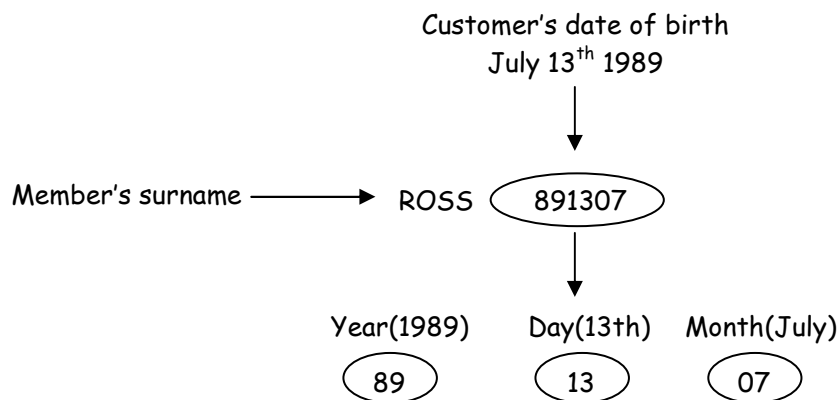 Customer's date of birth
July 13th 1989
Member's surname ROSS 891307
Year(1989) Day(13th) Month(July)
89 13 07